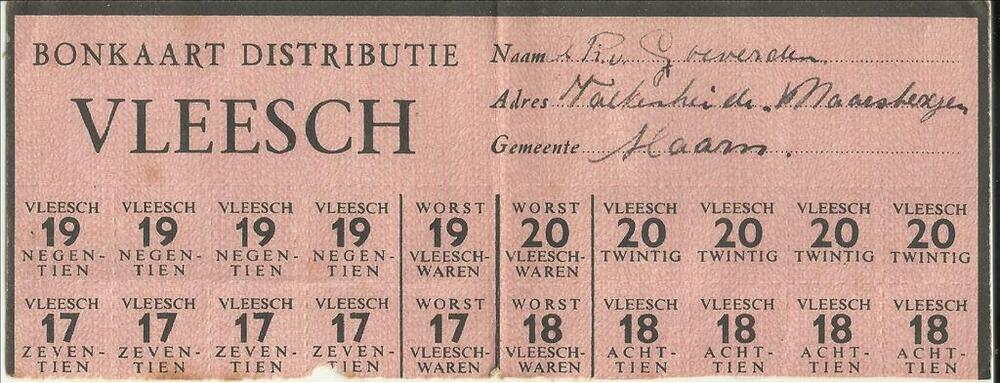 BONKAART DISTRIBUTIE
VLEESCH
Naam
Adres Valkenheide, Maarsbergen
Gemeente Maarn.
VLEESCH VLEESCH VLEESCH VLEESCH WORST WORST VLEESCH VLEESCH VLEESCH VLEESCH
19 19 19 19 19 20 20 20 20 20
NEGEN- NEGEN- NEGEN- NEGEN- VLEESCH- VLEESCH- TWINTIG TWINTIG TWINTIG TWINTIG
TIEN TIEN TIEN TIEN WAREN WAREN
VLEESCH VLEESCH VLEESCH VLEESCH WORST WORST VLEESCH VLEESCH VLEESCH VLEESCH
17 17 17 17 17 18 18 18 18 18
ZEVEN- ZEVEN- ZEVEN- ZEVEN- VLEESCH- VLEESCH- ACHT- ACHT- ACHT- ACHT-
TIEN TIEN TIEN TIEN WAREN WAREN TIEN TIEN TIEN TIEN